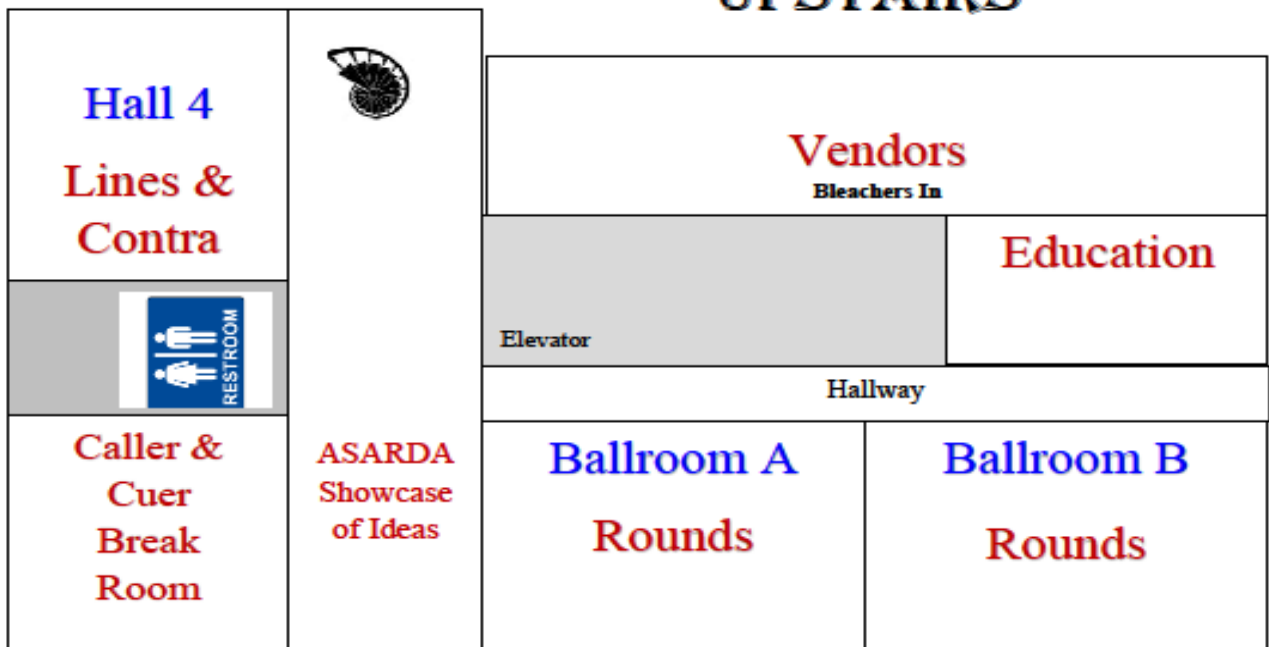 UPSTAIRS
Hall 4
Lines &
Contra
RESTROOM
Caller &
Cuer
Break
Room
ASARDA
Showcase
of Ideas
Vendors
Bleachers In
Education
Elevator
Hallway
Ballroom A
Rounds
Ballroom B
Rounds